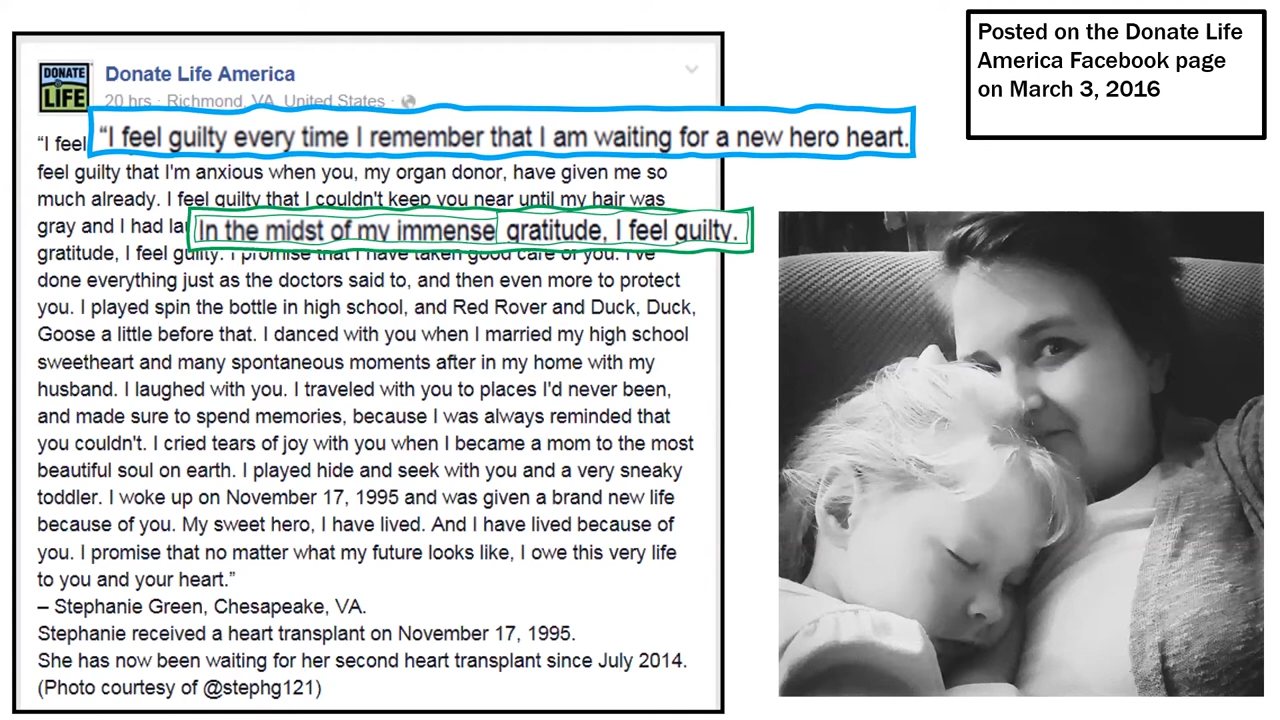 DONATE
LIFE
Donate Life America
20 hrs · Richmond, VA, United States ·
“I feel
“I feel guilty every time I remember that I am waiting for a new hero heart.
feel guilty that I'm anxious when you, my organ donor, have given me so
much already. I feel guilty that I couldn't keep you near until my hair was
gray and I had
In the midst of my immense gratitude, I feel guilty.
gratitude, I feel guilty. I promise that I have taken good care of you. I've
done everything just as the doctors said to, and then even more to protect
you. I played spin the bottle in high school, and Red Rover and Duck, Duck,
Goose a little before that. I danced with you when I married my high school
sweetheart and many spontaneous moments after in my home with my
husband. I laughed with you. I traveled with you to places I'd never been,
and made sure to spend memories, because I was always reminded that
you couldn't. I cried tears of joy with you when I became a mom to the most
beautiful soul on earth. I played hide and seek with you and a very sneaky
toddler. I woke up on November 17, 1995 and was given a brand new life
because of you. My sweet hero, I have lived. And I have lived because of
you. I promise that no matter what my future looks like, I owe this very life
to you and your heart.”
– Stephanie Green, Chesapeake, VA.
Stephanie received a heart transplant on November 17, 1995.
She has now been waiting for her second heart transplant since July 2014.
(Photo courtesy of @stephg121)
Posted on the Donate Life
America Facebook page
on March 3, 2016